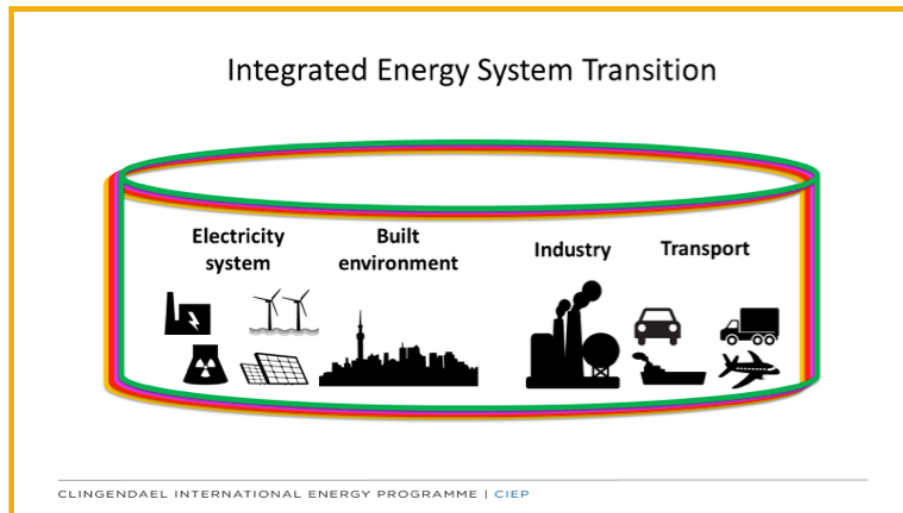 Integrated Energy System Transition
Electricity
system
Built
environment
Industry
Transport
CLINGENDAEL INTERNATIONAL ENERGY PROGRAMME | CIEP